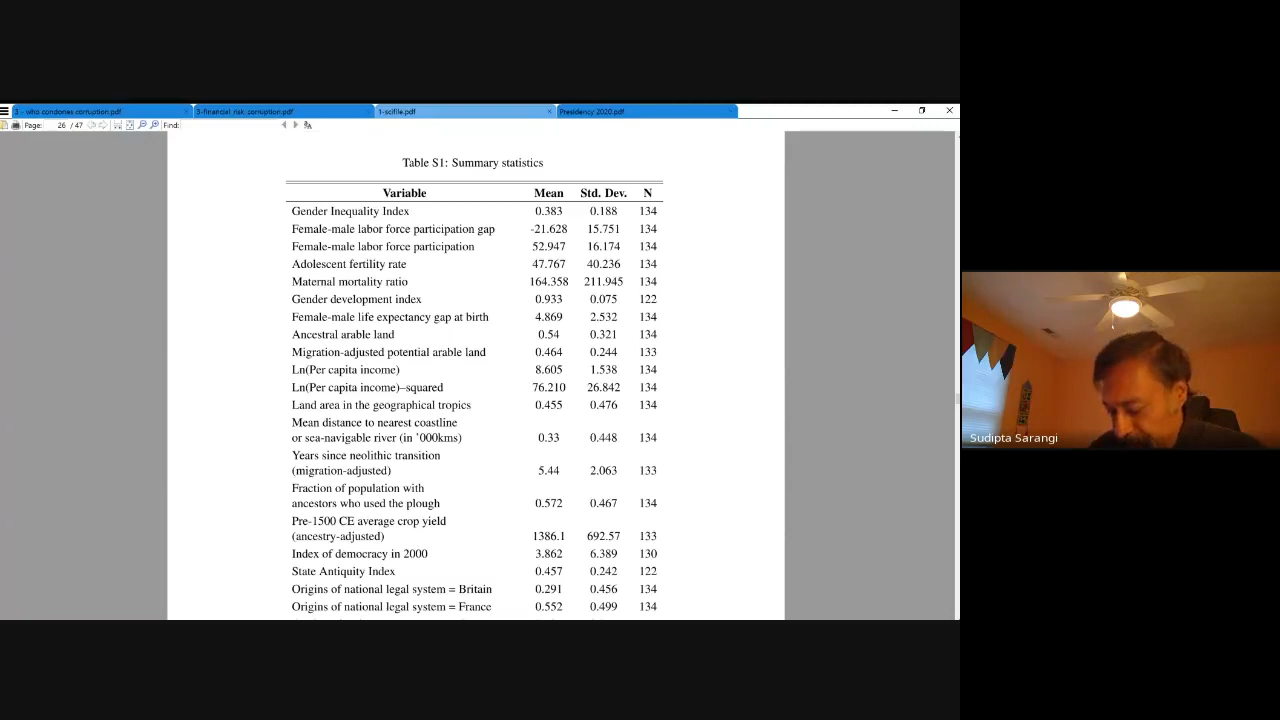 3 - who condones corruption.pdf
3-financial_risk_corruption.pdf
1-scifile.pdf
Presidency 2020.pdf
Page: 26 / 47 Find:
Table S1: Summary statistics
Variable Mean Std. Dev. N
Gender Inequality Index 0.383 0.188 134
Female-male labor force participation gap -21.628 15.751 134
Female-male labor force participation 52.947 16.174 134
Adolescent fertility rate 47.767 40.236 134
Maternal mortality ratio 164.358 211.945 134
Gender development index 0.933 0.075 122
Female-male life expectancy gap at birth 4.869 2.532 134
Ancestral arable land 0.54 0.321 134
Migration-adjusted potential arable land 0.464 0.244 133
Ln(Per capita income) 8.605 1.538 134
Ln(Per capita income)–squared 76.210 26.842 134
Land area in the geographical tropics 0.455 0.476 134
Mean distance to nearest coastline
or sea-navigable river (in ’000kms) 0.33 0.448 134
Years since neolithic transition
(migration-adjusted) 5.44 2.063 133
Fraction of population with
ancestors who used the plough 0.572 0.467 134
Pre-1500 CE average crop yield
(ancestry-adjusted) 1386.1 692.57 133
Index of democracy in 2000 3.862 6.389 130
State Antiquity Index 0.457 0.242 122
Origins of national legal system = Britain 0.291 0.456 134
Origins of national legal system = France 0.552 0.499 134
Sudipta Sarangi